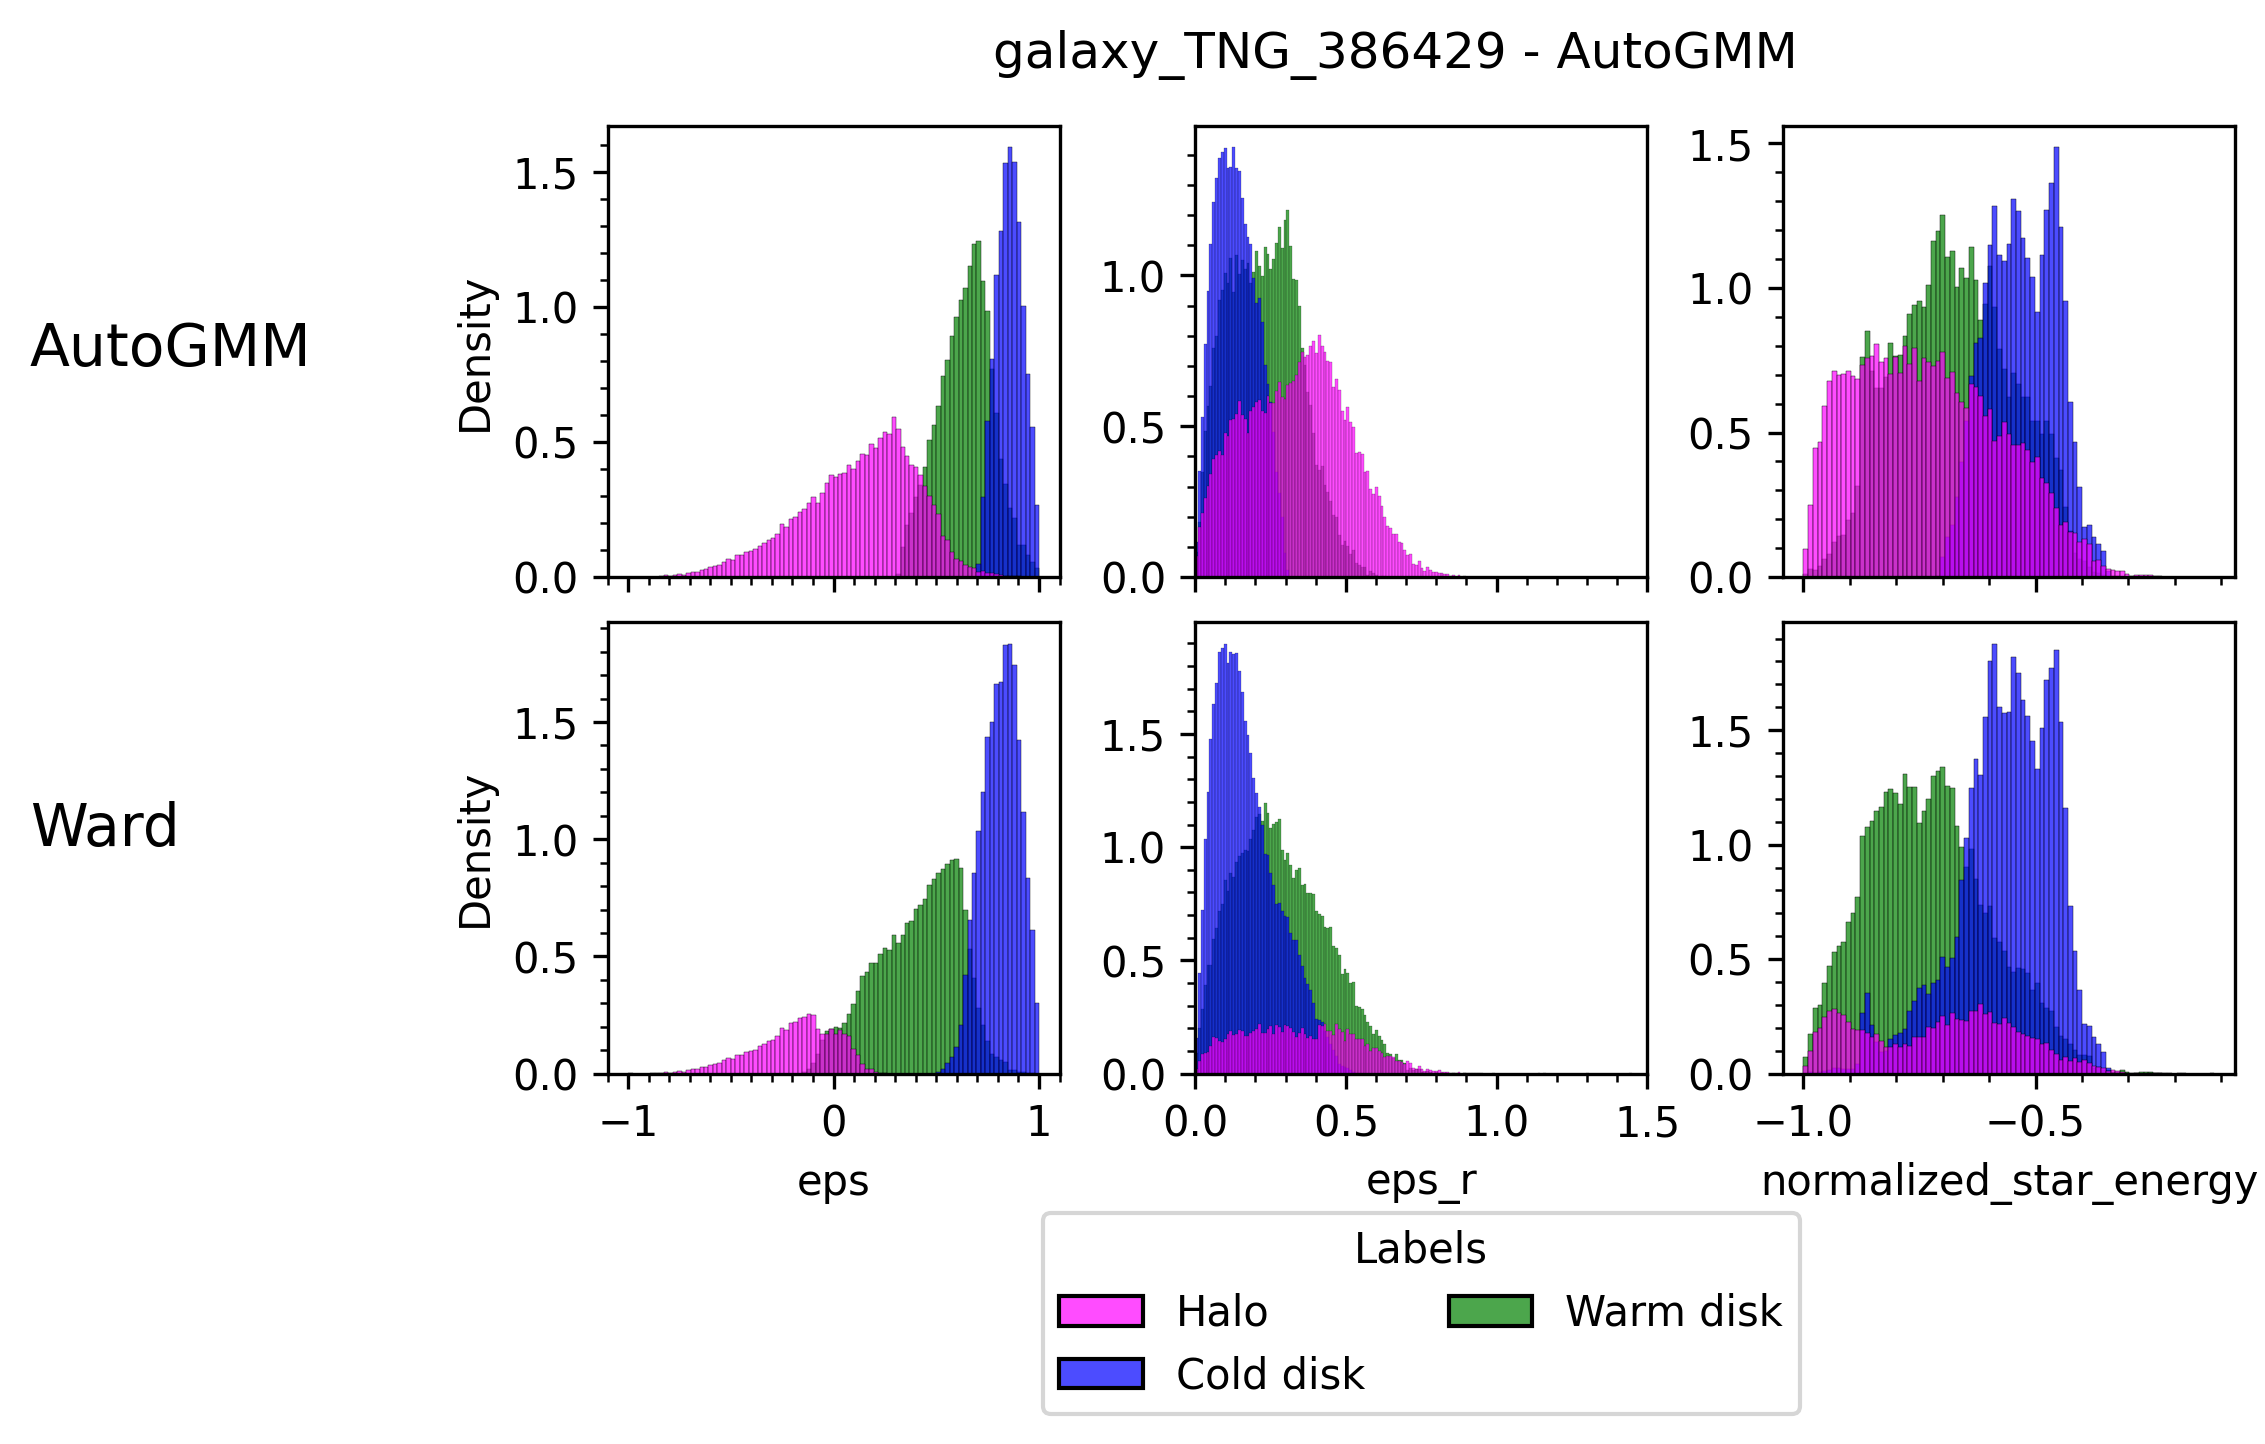 galaxy_TNG_386429 - AutoGMM
AutoGMM
Density
0.0
0.5
1.0
1.5
0.0
0.5
1.0
0.0
0.5
1.0
1.5
Ward
Density
0.0
0.5
1.0
1.5
0.0
0.5
1.0
1.5
0.0
0.5
1.0
1.5
−1 0 1
0.0 0.5 1.0 1.5
−1.0 −0.5
eps
eps_r
normalized_star_energy
Labels
Halo
Cold disk
Warm disk